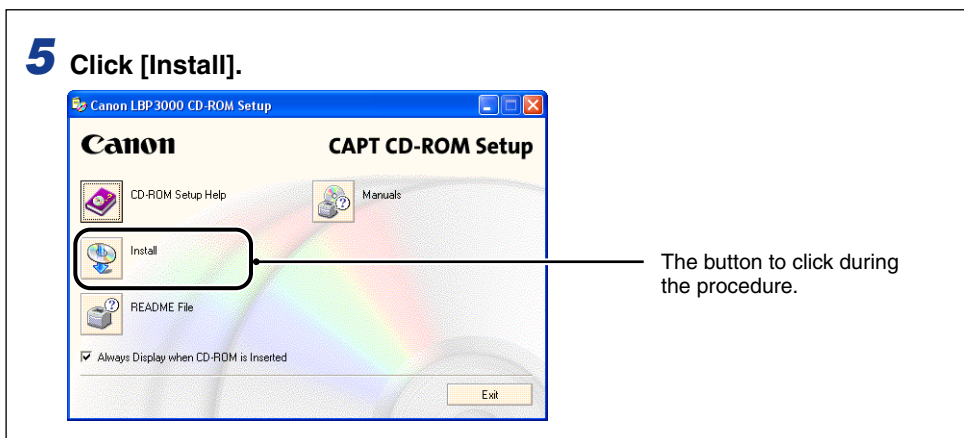 5 Click [Install].
Canon LBP3000 CD-ROM Setup
Canon
CAPT CD-ROM Setup
CD-ROM Setup Help
Manuals
Install
The button to click during
the procedure.
README File
Always Display when CD-ROM is Inserted
Exit